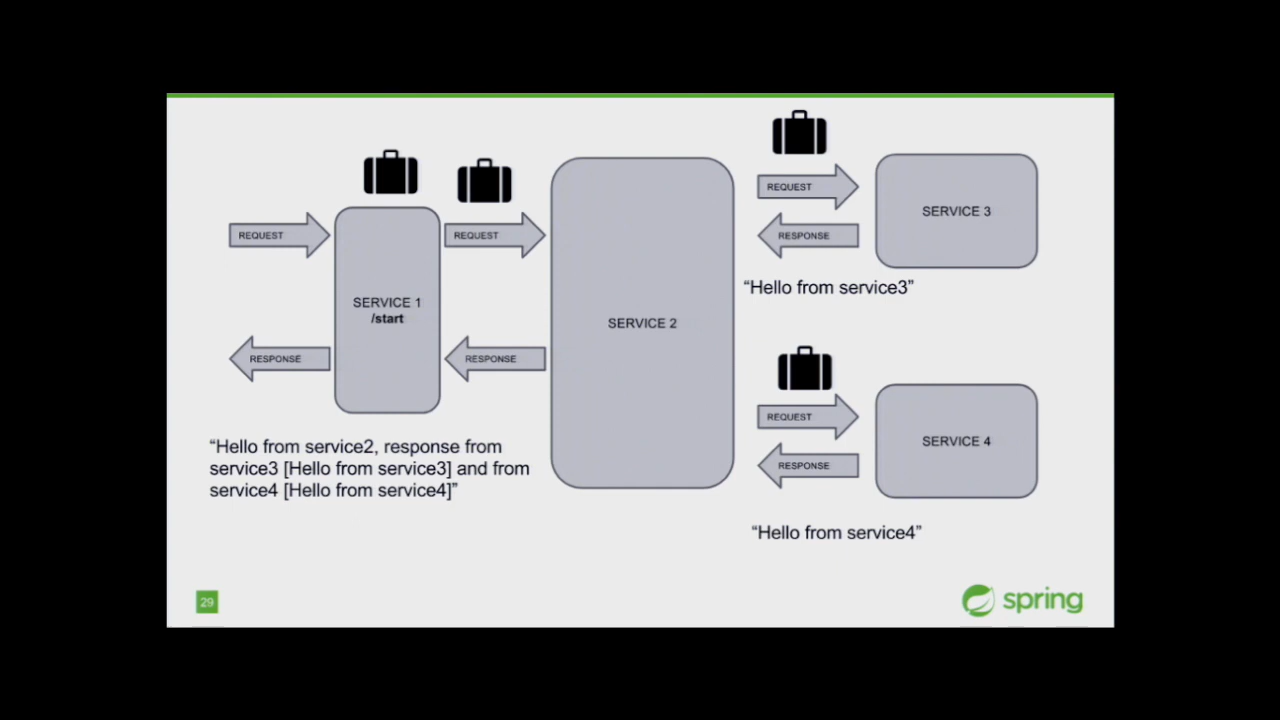 REQUEST
RESPONSE
SERVICE 1
/start
REQUEST
RESPONSE
SERVICE 2
REQUEST
RESPONSE
SERVICE 3
“Hello from service3”
REQUEST
RESPONSE
SERVICE 4
“Hello from service4”
“Hello from service2, response from
service3 [Hello from service3] and from
service4 [Hello from service4]”
29
spring